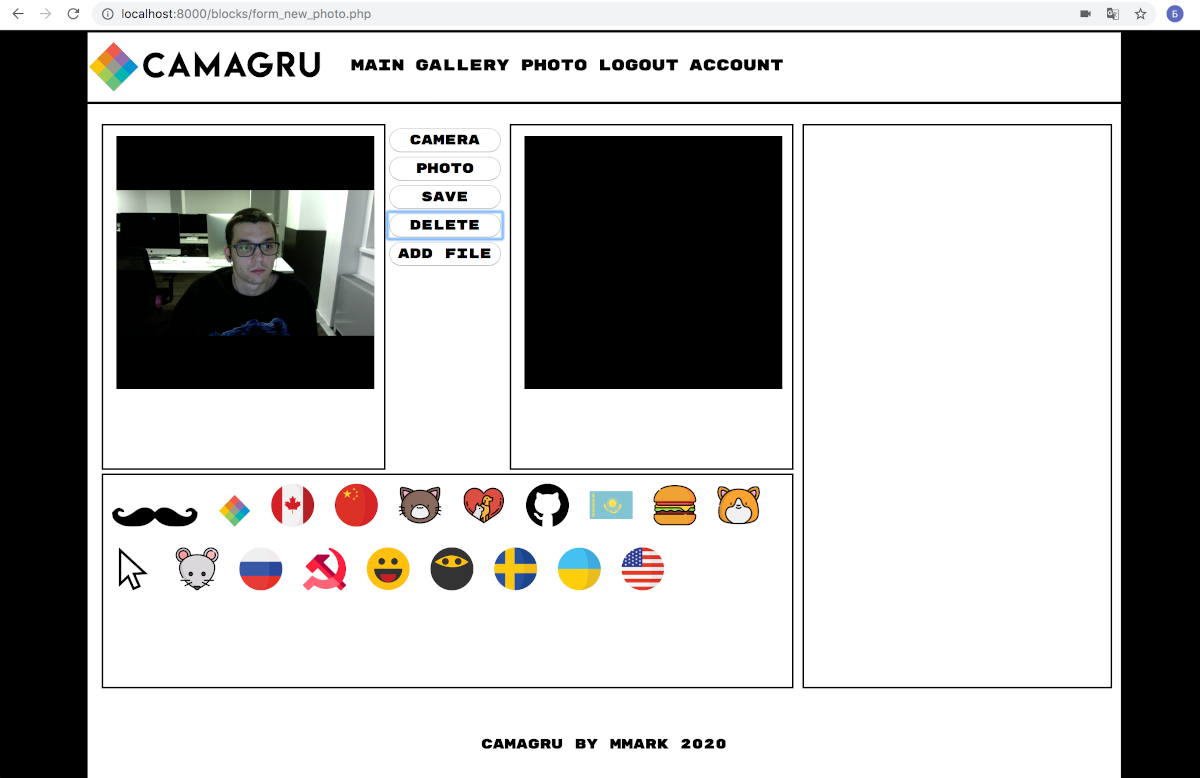 localhost:8000/blocks/form_new_photo.php
Б
CAMAGRU
MAIN GALLERY PHOTO LOGOUT ACCOUNT
CAMERA
PHOTO
SAVE
DELETE
ADD FILE
CAMAGRU BY MMARK 2020